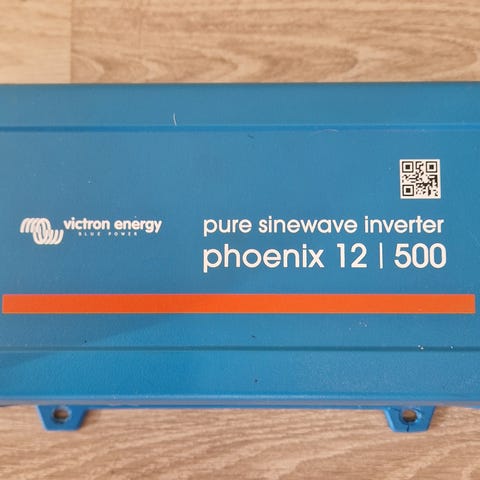 victron energy
BLUE POWER
pure sinewave inverter
phoenix 12 | 500